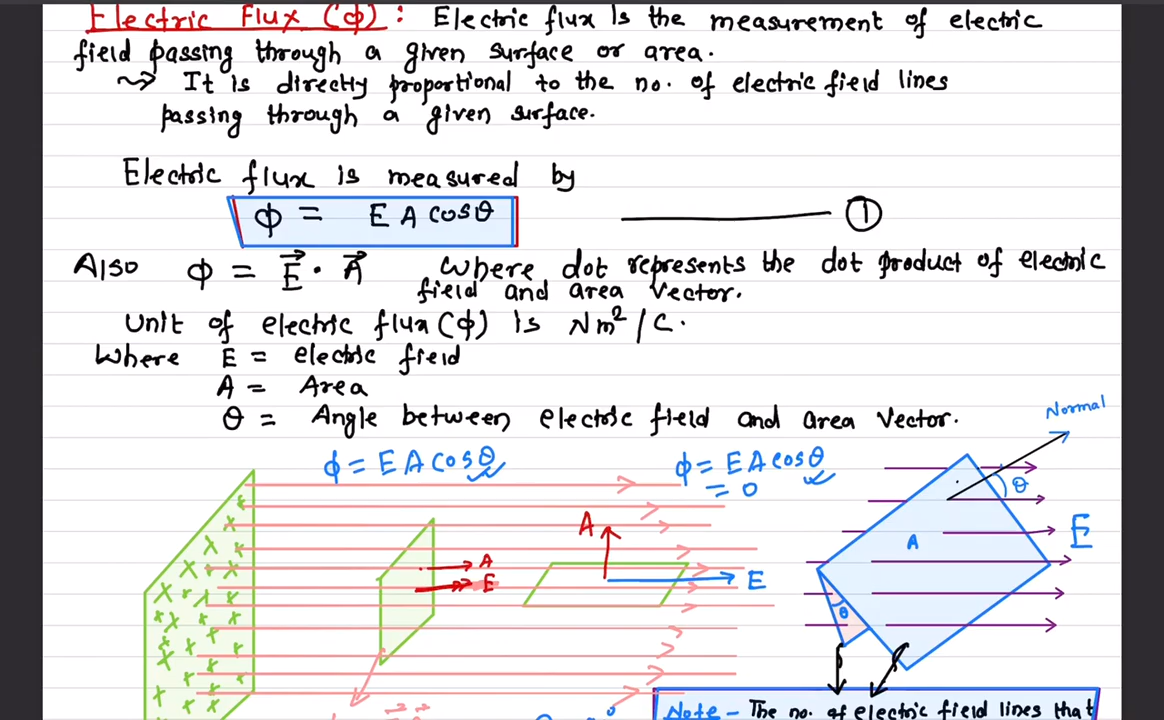 Electric Flux (ϕ) : Electric flux is the measurement of electric
field passing through a given surface or area.
↝ It is directly proportional to the no. of electric field lines
passing through a given surface.
Electric flux is measured by
ϕ = E A cosθ ——— ①
Also ϕ = E⃗ · A⃗ where dot represents the dot product of electric
field and area vector.
Unit of electric flux (ϕ) is Nm²/C.
Where E = electric field
A = Area
θ = Angle between electric field and area vector.
Normal
ϕ = E A cosθ
ϕ = E A cosθ
= 0
θ
A
E
A
A
E
E
θ
Note – The no. of electric field lines that